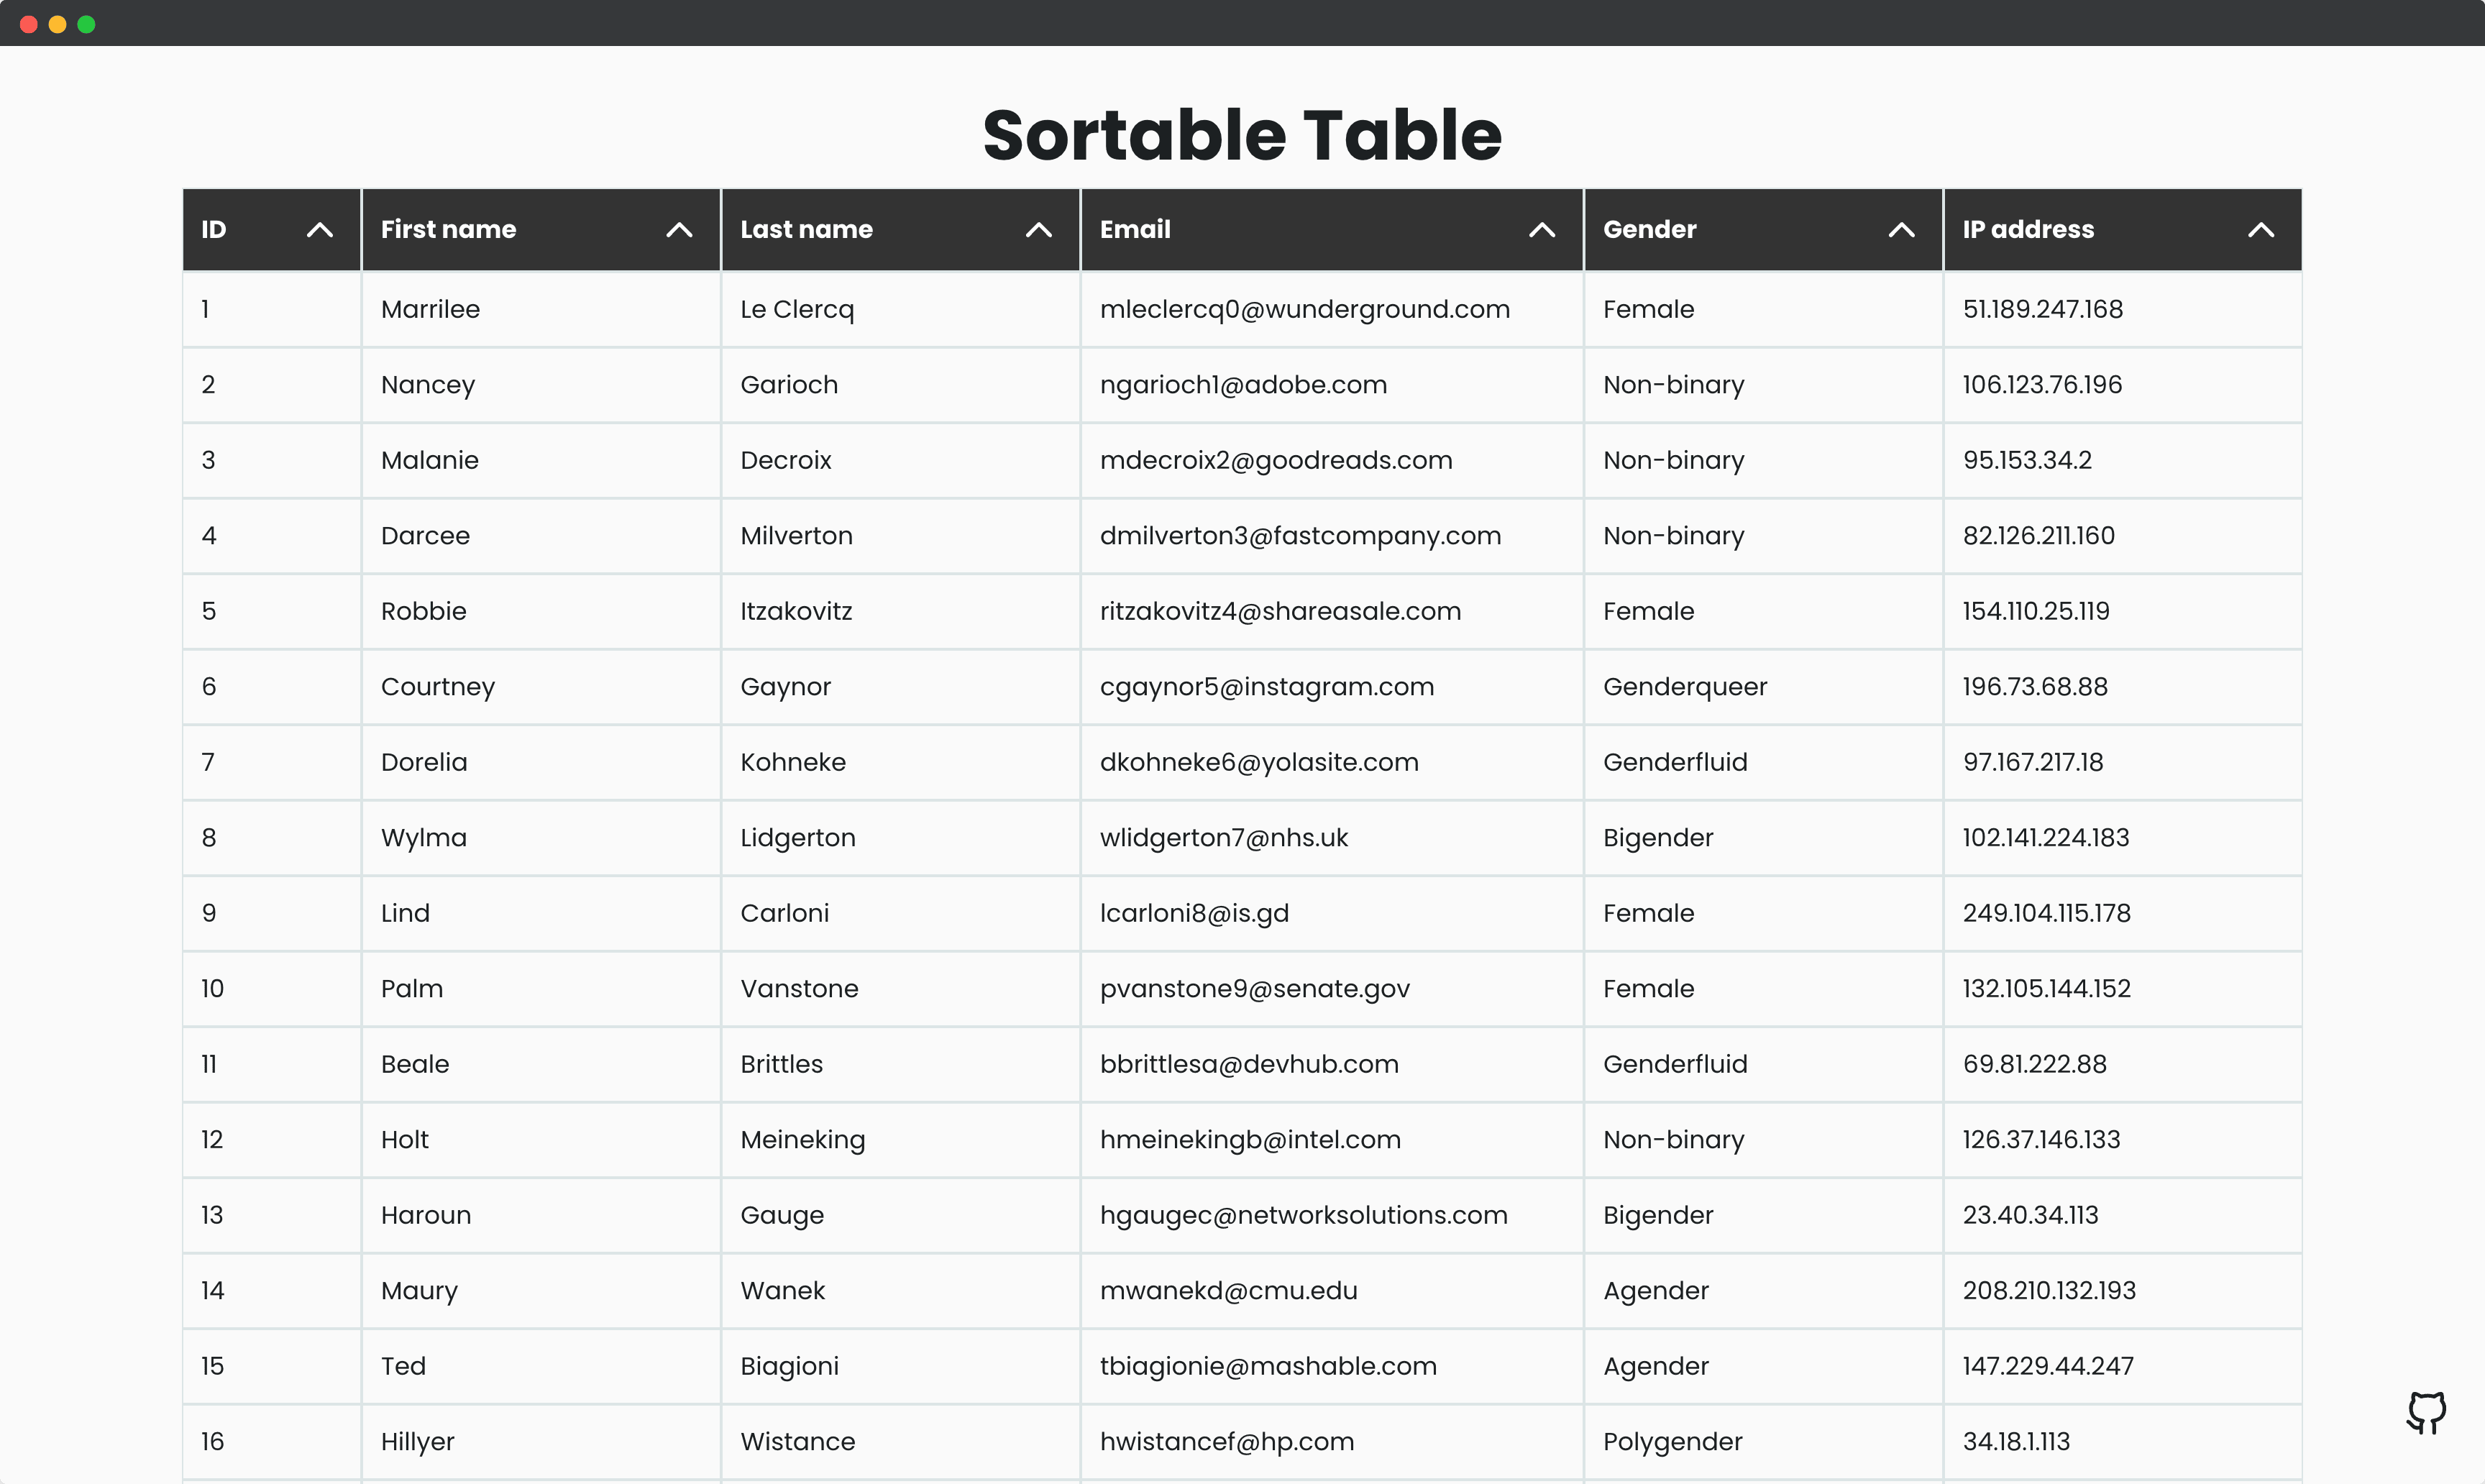 Sortable Table
ID First name Last name Email Gender IP address
1 Marrilee Le Clercq mleclercq0@wunderground.com Female 51.189.247.168
2 Nancey Garioch ngarioch1@adobe.com Non-binary 106.123.76.196
3 Malanie Decroix mdecroix2@goodreads.com Non-binary 95.153.34.2
4 Darcee Milverton dmilverton3@fastcompany.com Non-binary 82.126.211.160
5 Robbie Itzakovitz ritzakovitz4@shareasale.com Female 154.110.25.119
6 Courtney Gaynor cgaynor5@instagram.com Genderqueer 196.73.68.88
7 Dorelia Kohneke dkohneke6@yolasite.com Genderfluid 97.167.217.18
8 Wylma Lidgerton wlidgerton7@nhs.uk Bigender 102.141.224.183
9 Lind Carloni lcarloni8@is.gd Female 249.104.115.178
10 Palm Vanstone pvanstone9@senate.gov Female 132.105.144.152
11 Beale Brittles bbrittlesa@devhub.com Genderfluid 69.81.222.88
12 Holt Meineking hmeinekingb@intel.com Non-binary 126.37.146.133
13 Haroun Gauge hgaugec@networksolutions.com Bigender 23.40.34.113
14 Maury Wanek mwanekd@cmu.edu Agender 208.210.132.193
15 Ted Biagioni tbiagionie@mashable.com Agender 147.229.44.247
16 Hillyer Wistance hwistancef@hp.com Polygender 34.18.1.113